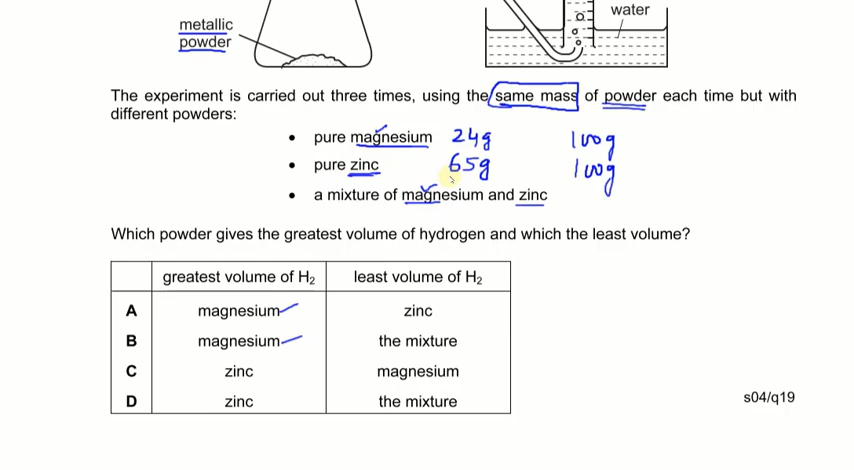 metallic
powder
water
The experiment is carried out three times, using the same mass of powder each time but with
different powders:
• pure magnesium 24g 100g
• pure zinc 65g 100g
• a mixture of magnesium and zinc
Which powder gives the greatest volume of hydrogen and which the least volume?
greatest volume of H₂ least volume of H₂
A magnesium zinc
B magnesium the mixture
C zinc magnesium
D zinc the mixture
s04/q19